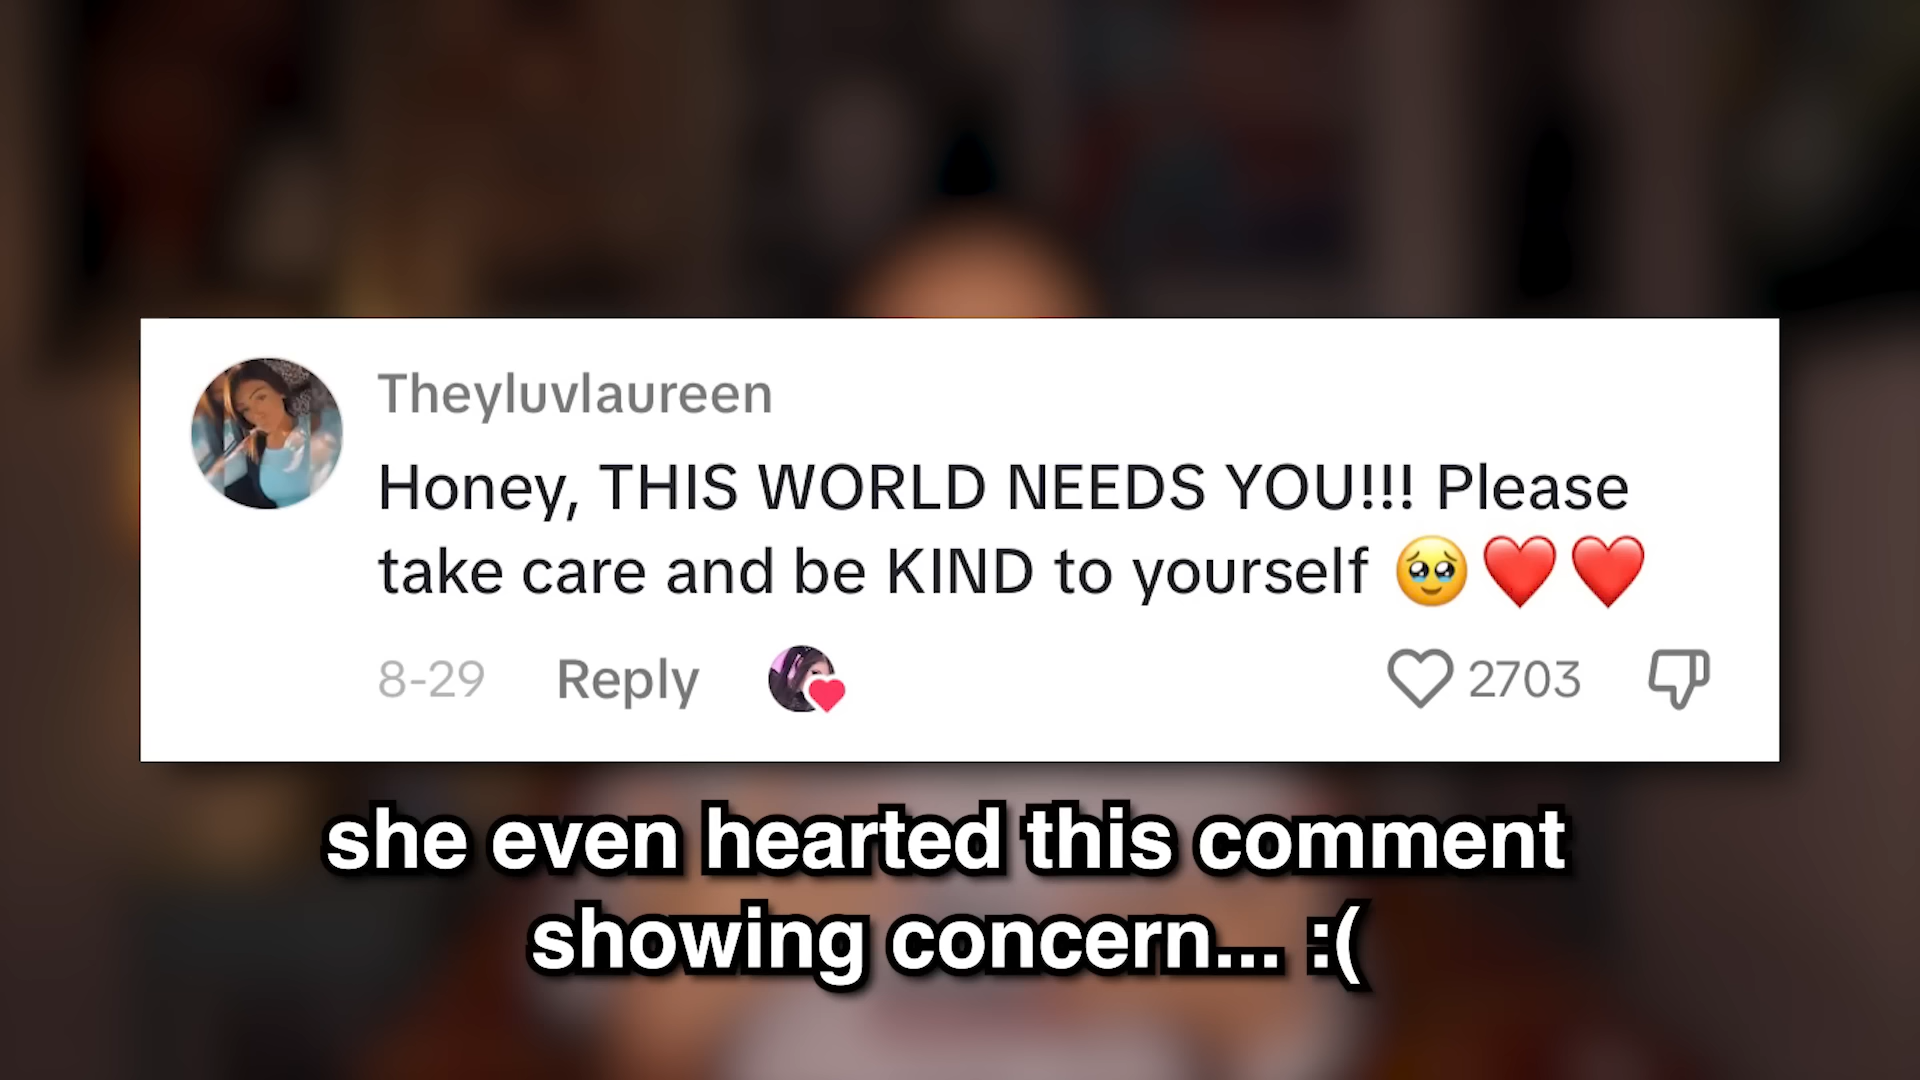 Theyluvlaureen
Honey, THIS WORLD NEEDS YOU!!! Please
take care and be KIND to yourself 🥹❤️❤️
8-29 Reply 2703
she even hearted this comment
showing concern... :(